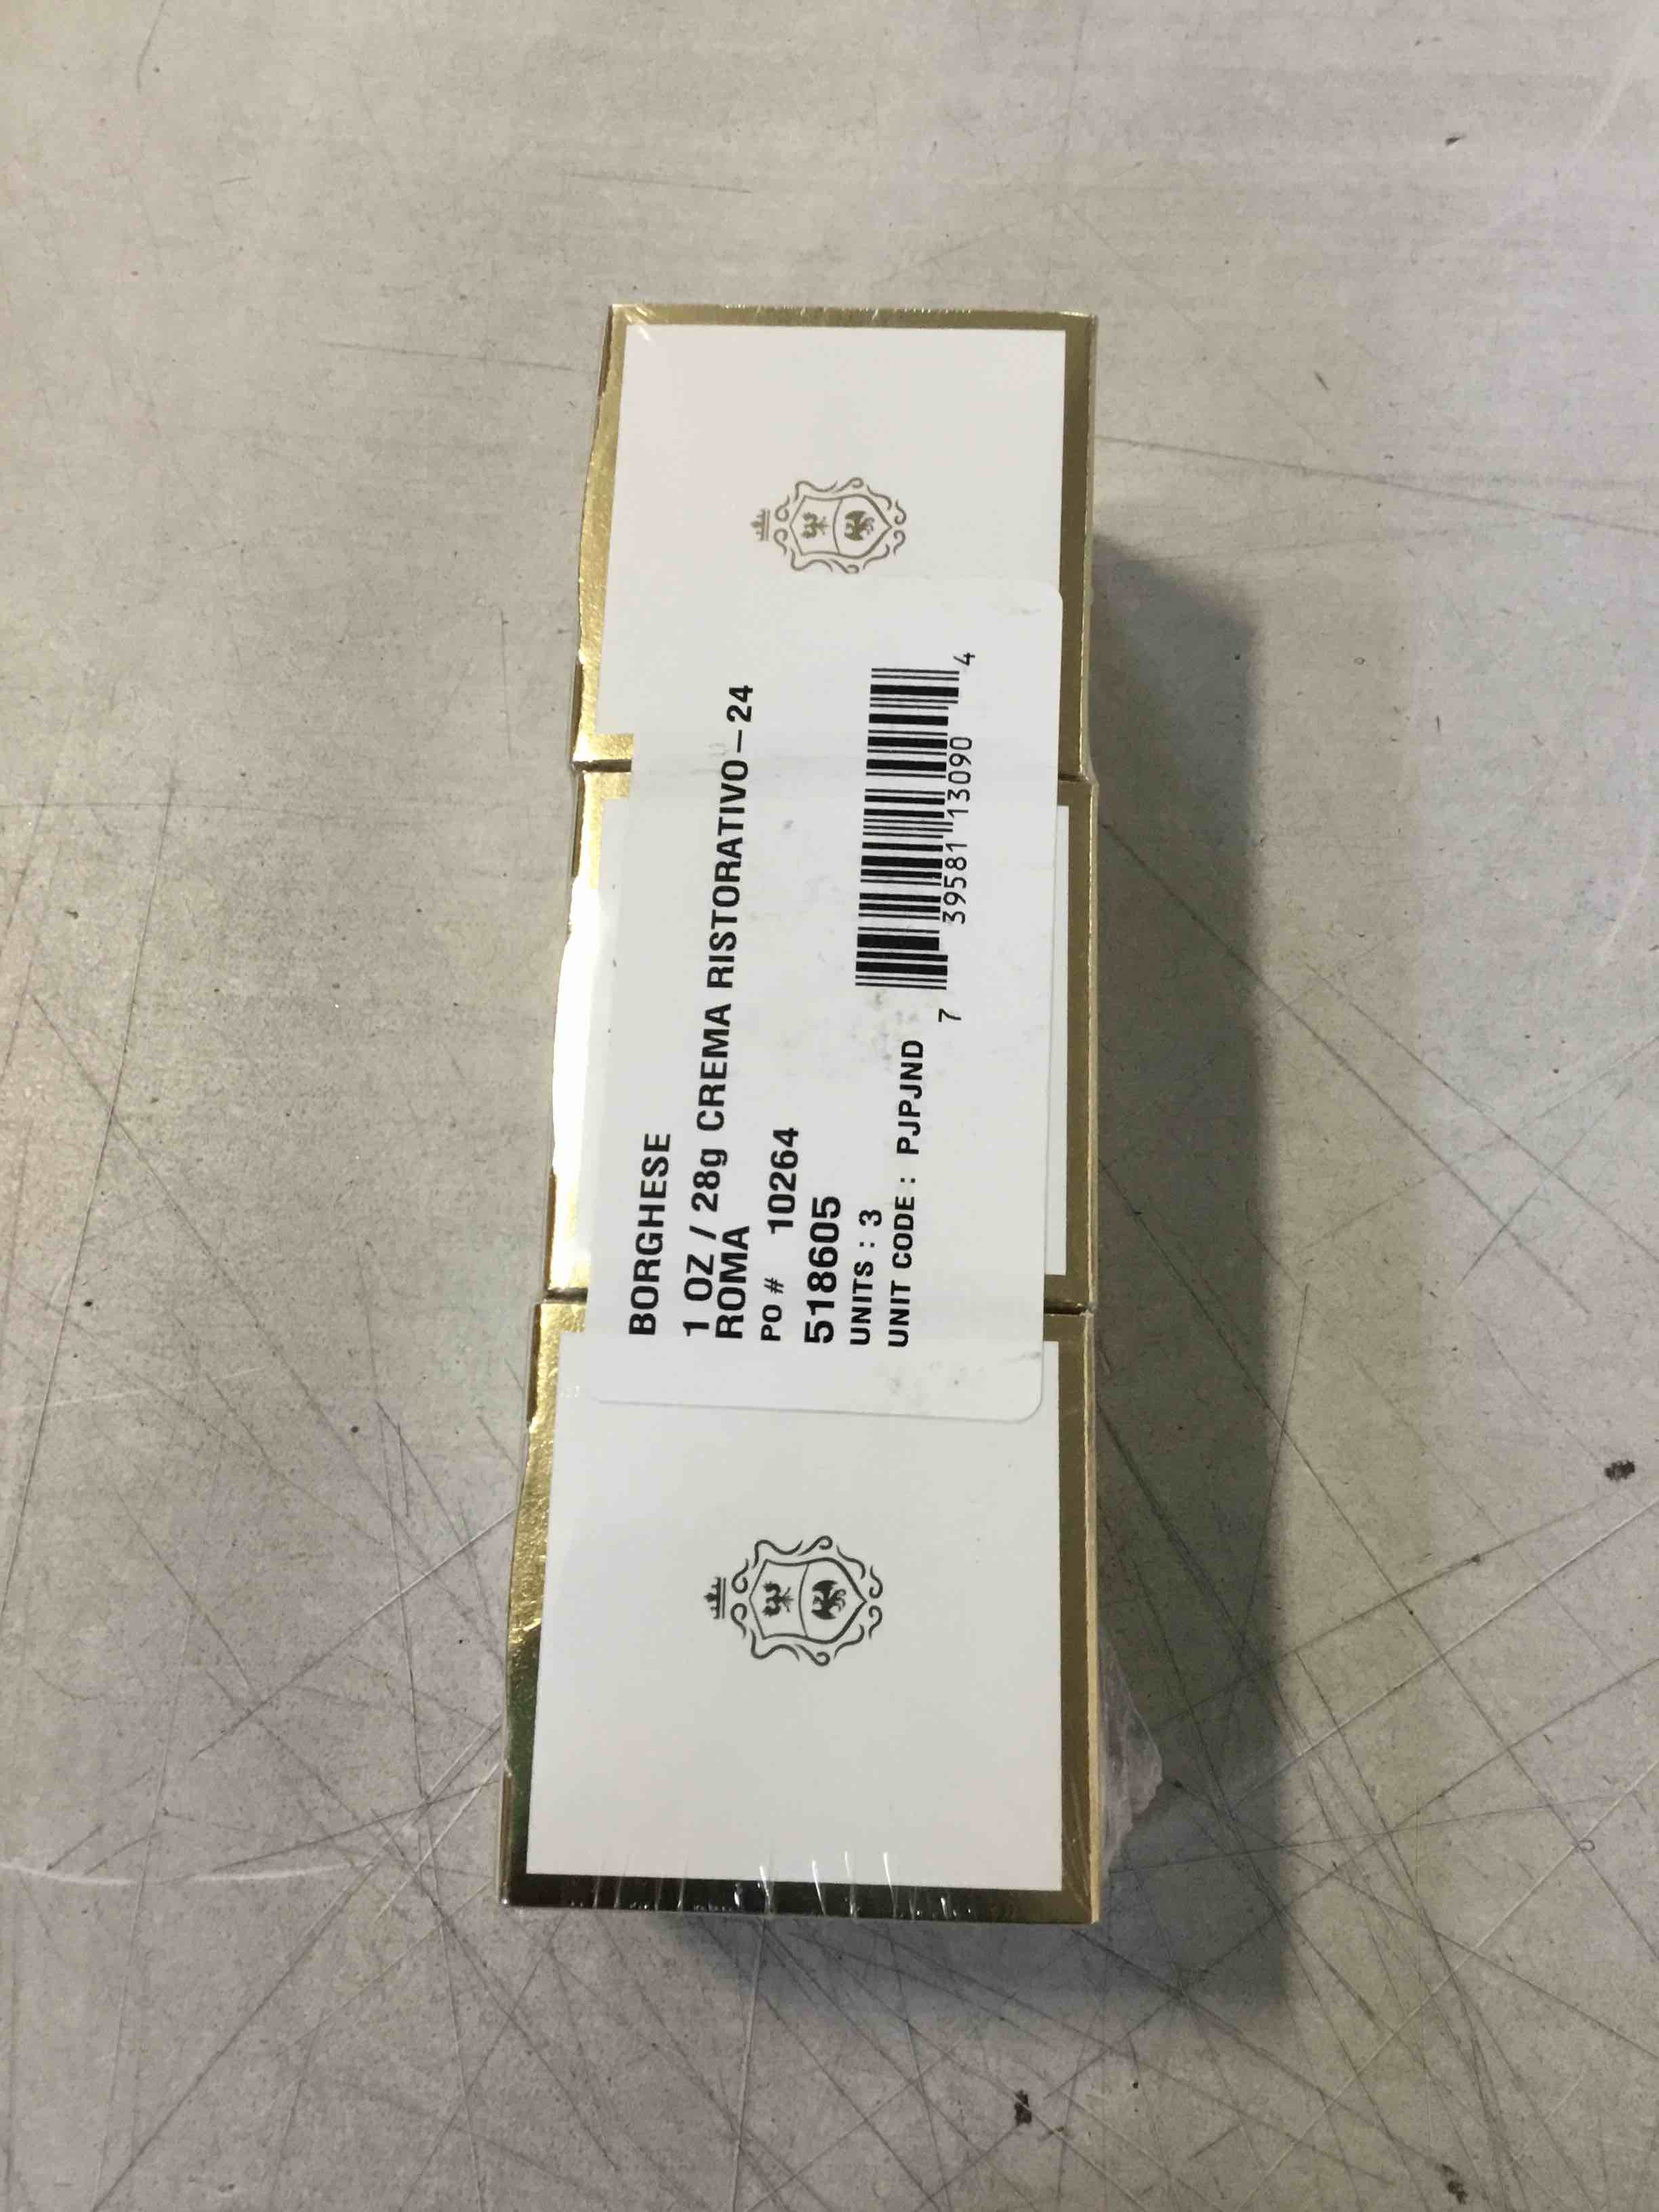 BORGHESE
1 OZ / 28g CREMA RISTORATIVO–24
ROMA
PO # 10264
518605
UNITS : 3
UNIT CODE : PJPJND
7 39581 13090 4